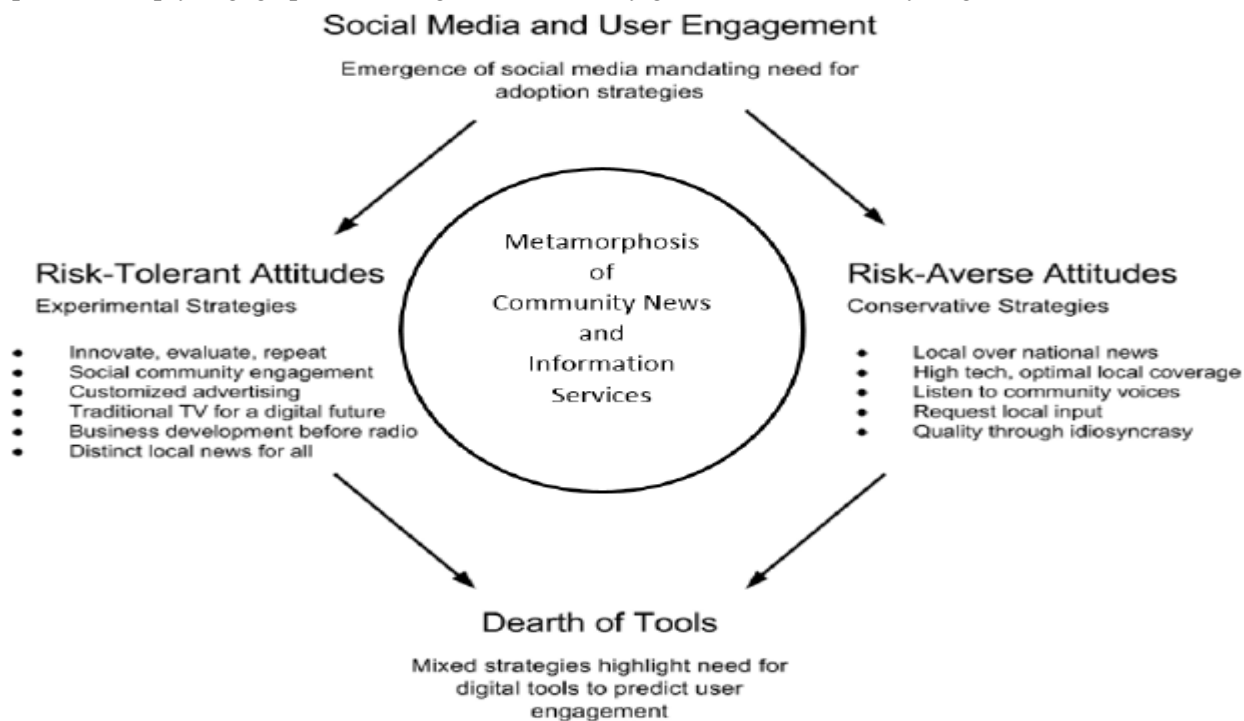 Social Media and User Engagement
Emergence of social media mandating need for
adoption strategies
Metamorphosis
of
Community News
and
Information
Services
Risk-Tolerant Attitudes
Experimental Strategies
• Innovate, evaluate, repeat
• Social community engagement
• Customized advertising
• Traditional TV for a digital future
• Business development before radio
• Distinct local news for all
Risk-Averse Attitudes
Conservative Strategies
• Local over national news
• High tech, optimal local coverage
• Listen to community voices
• Request local input
• Quality through idiosyncrasy
Dearth of Tools
Mixed strategies highlight need for
digital tools to predict user
engagement